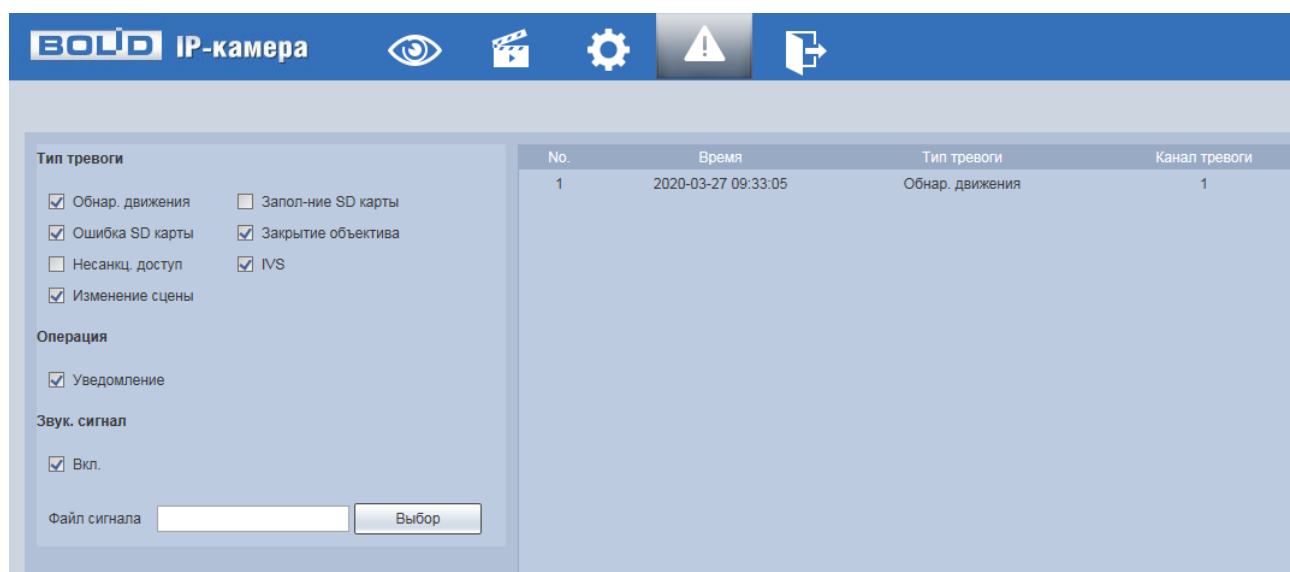 BOLID IP-камера
Тип тревоги
Обнар. движения Запол-ние SD карты
Ошибка SD карты Закрытие объектива
Несанкц. доступ IVS
Изменение сцены
Операция
Уведомление
Звук. сигнал
Вкл.
Файл сигнала Выбор
No. Время Тип тревоги Канал тревоги
1 2020-03-27 09:33:05 Обнар. движения 1